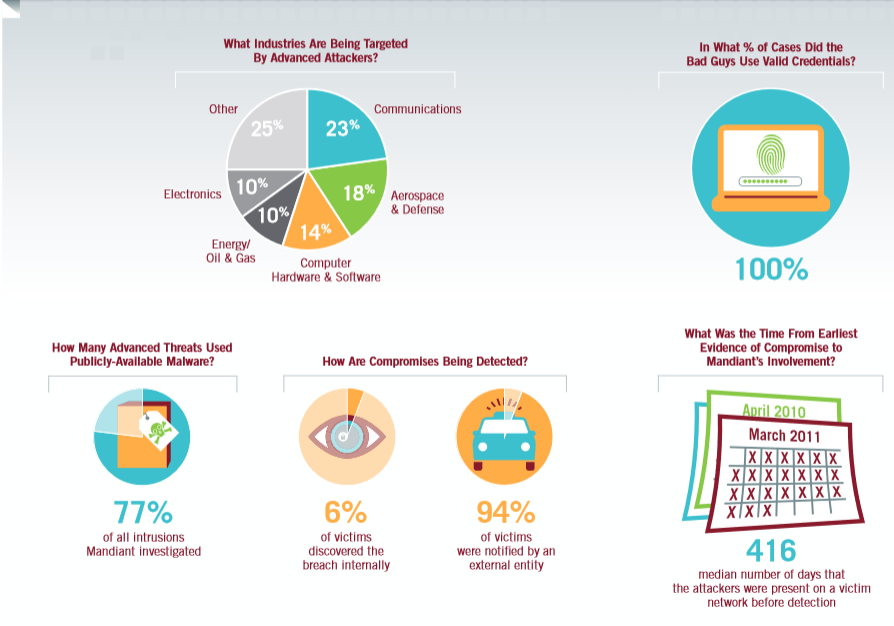 What Industries Are Being Targeted
By Advanced Attackers?
Other
25%
23%
Communications
Electronics
10%
18%
Aerospace
& Defense
10%
14%
Energy/
Oil & Gas
Computer
Hardware & Software
In What % of Cases Did the
Bad Guys Use Valid Credentials?
100%
How Many Advanced Threats Used
Publicly-Available Malware?
77%
of all intrusions
Mandiant investigated
How Are Compromises Being Detected?
6%
of victims
discovered the
breach internally
94%
of victims
were notified by an
external entity
What Was the Time From Earliest
Evidence of Compromise to
Mandiant's Involvement?
April 2010
March 2011
X X X X X X
X X X X X X X
X X X X X X X
X X X
416
median number of days that
the attackers were present on a victim
network before detection